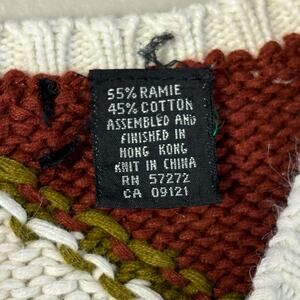 55% RAMIE
45% COTTON
ASSEMBLED AND
FINISHED IN
HONG KONG
KNIT IN CHINA
RN 57272
CA 09121